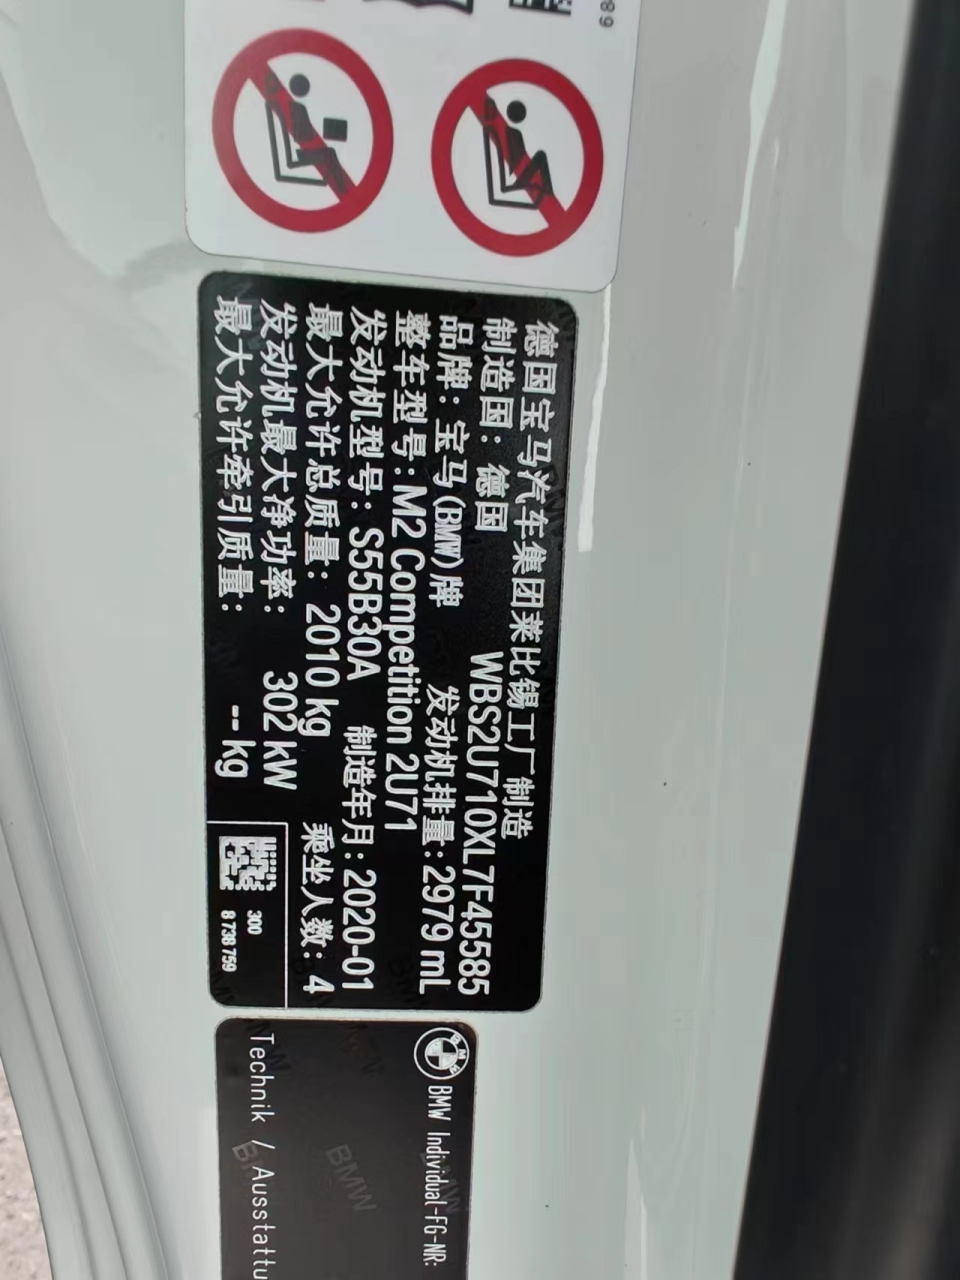 68
德国宝马汽车集团莱比锡工厂制造
制造国：德国 WBS2U710XL7F45585
品牌：宝马(BMW)牌 发动机排量：2979 mL
整车型号：M2 Competition 2U71
发动机型号：S55B30A 制造年月：2020-01
最大允许总质量：2010 kg 乘坐人数：4
发动机最大净功率：302 kW
最大允许牵引质量：-- kg
300
8 738 759
BMW
BMW Individual-FG-NR:
Technik / Ausstattu